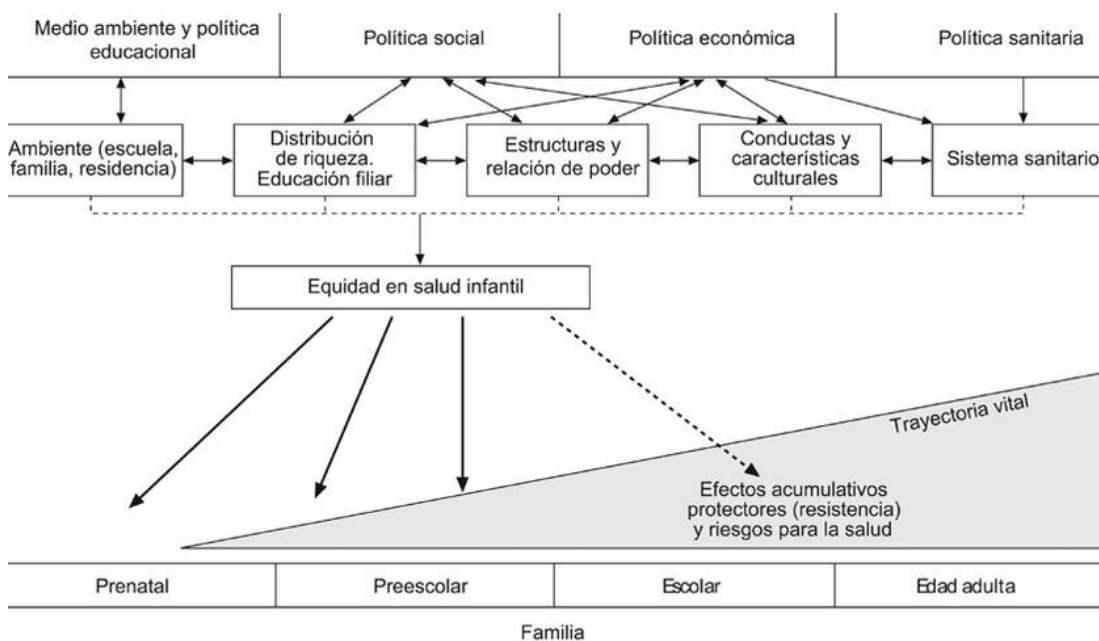 Medio ambiente y política
educacional
Política social
Política económica
Política sanitaria
Ambiente (escuela,
familia, residencia)
Distribución
de riqueza.
Educación filiar
Estructuras y
relación de poder
Conductas y
características
culturales
Sistema sanitario
Equidad en salud infantil
Trayectoria vital
Efectos acumulativos
protectores (resistencia)
y riesgos para la salud
Prenatal
Preescolar
Escolar
Edad adulta
Familia